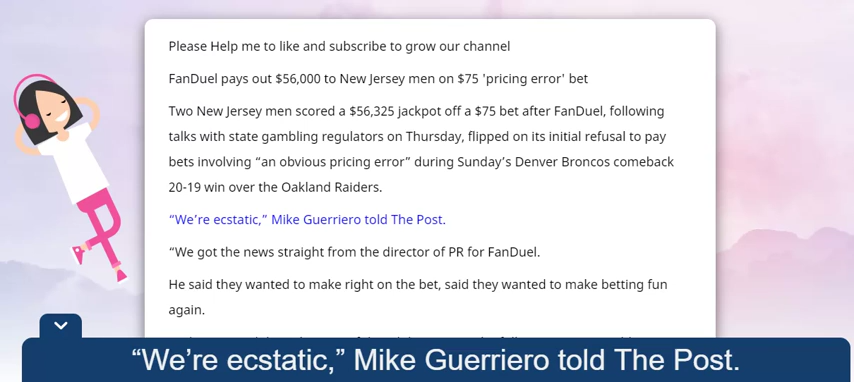 Please Help me to like and subscribe to grow our channel
FanDuel pays out $56,000 to New Jersey men on $75 'pricing error' bet
Two New Jersey men scored a $56,325 jackpot off a $75 bet after FanDuel, following
talks with state gambling regulators on Thursday, flipped on its initial refusal to pay
bets involving “an obvious pricing error” during Sunday’s Denver Broncos comeback
20-19 win over the Oakland Raiders.
“We’re ecstatic,” Mike Guerriero told The Post.
“We got the news straight from the director of PR for FanDuel.
He said they wanted to make right on the bet, said they wanted to make betting fun
again.
“We’re ecstatic,” Mike Guerriero told The Post.